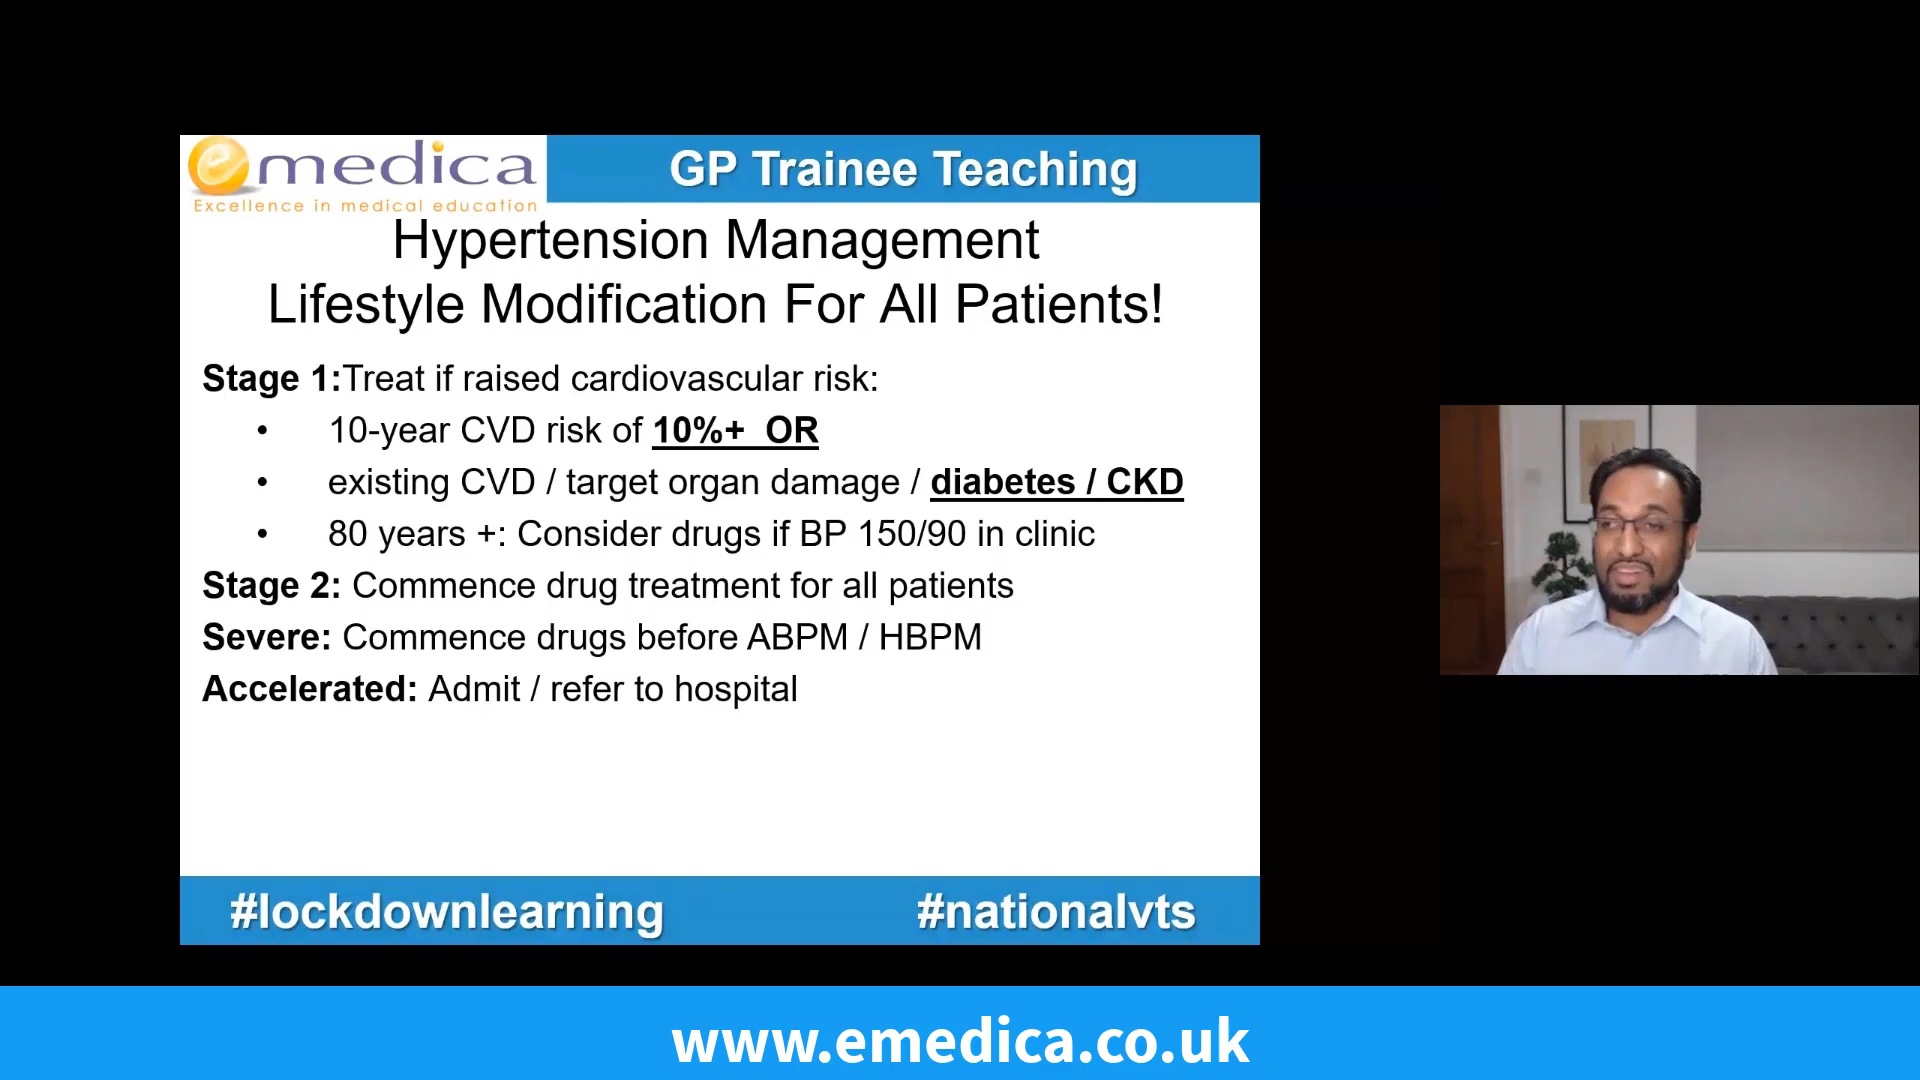 emedica
Excellence in medical education
GP Trainee Teaching
Hypertension Management
Lifestyle Modification For All Patients!
Stage 1:Treat if raised cardiovascular risk:
• 10-year CVD risk of 10%+ OR
• existing CVD / target organ damage / diabetes / CKD
• 80 years +: Consider drugs if BP 150/90 in clinic
Stage 2: Commence drug treatment for all patients
Severe: Commence drugs before ABPM / HBPM
Accelerated: Admit / refer to hospital
#lockdownlearning
#nationalvts
www.emedica.co.uk